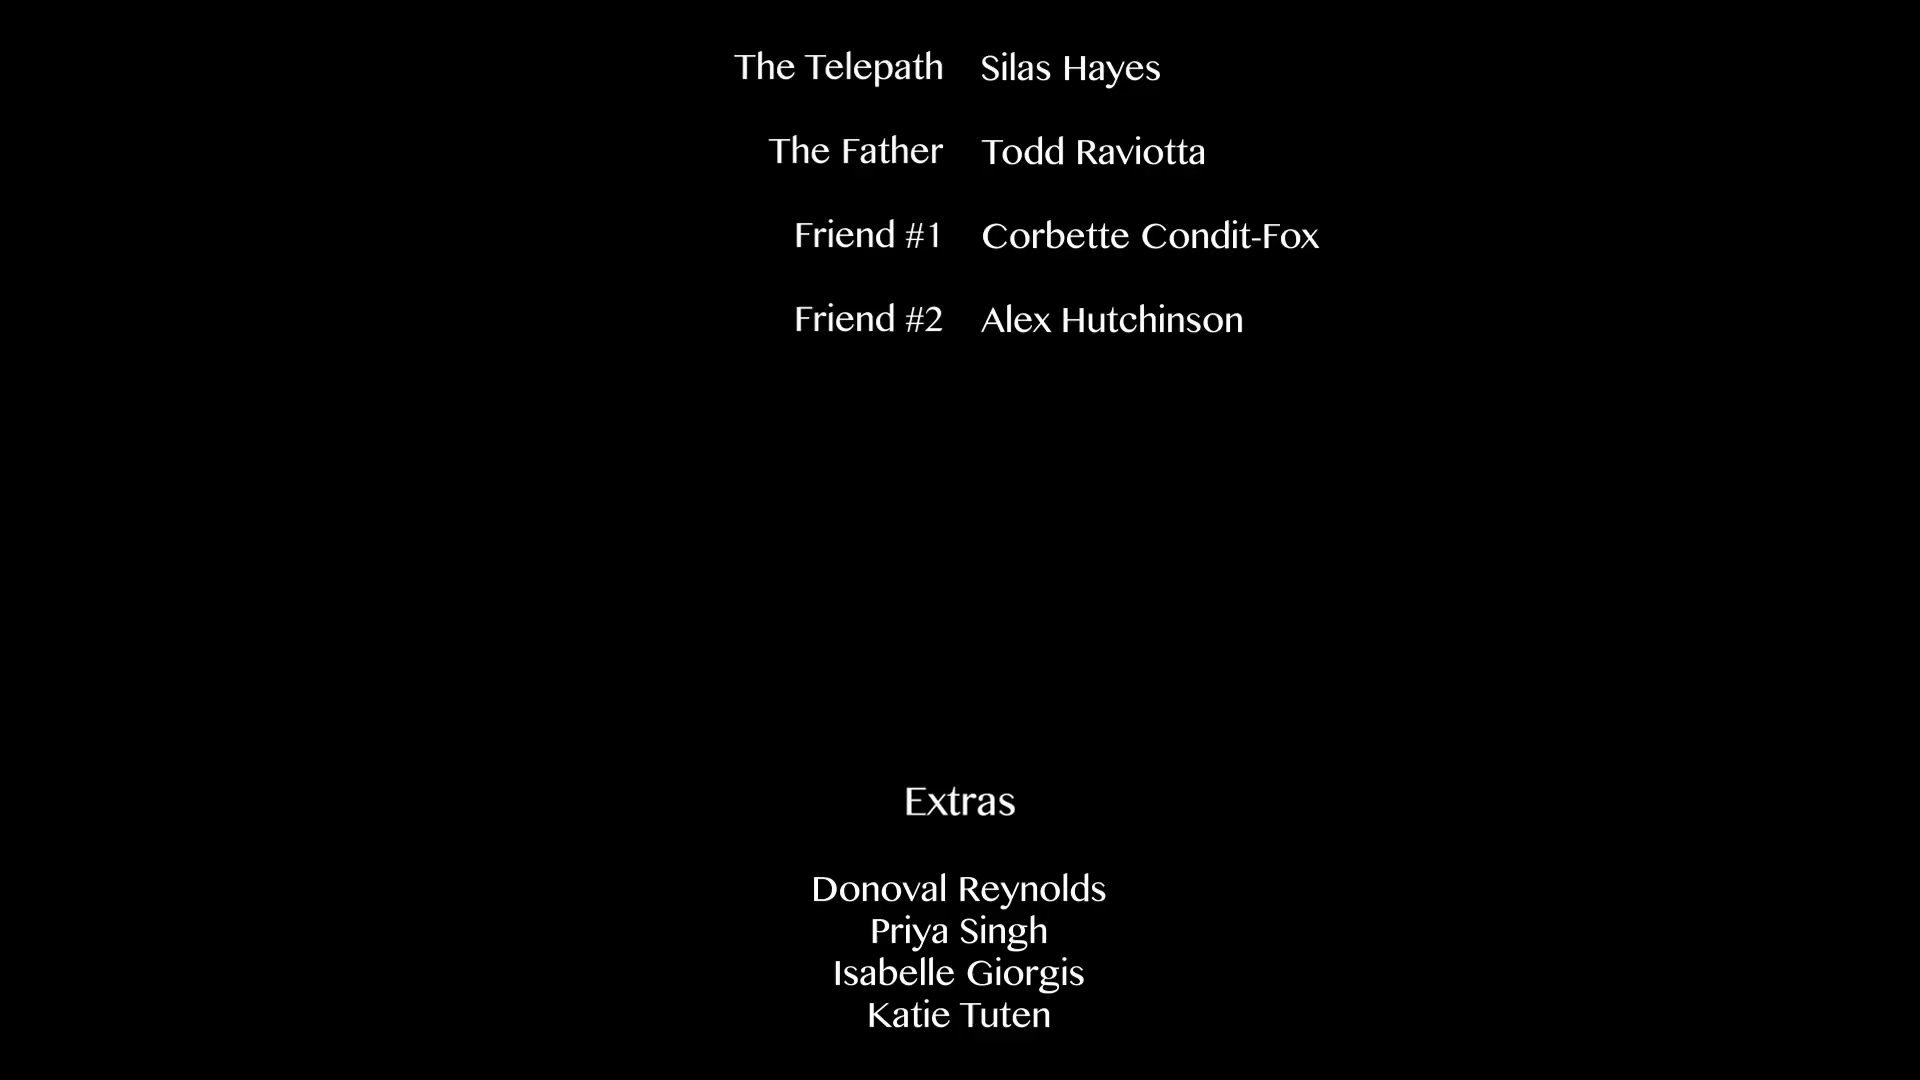 The Telepath Silas Hayes
The Father Todd Raviotta
Friend #1 Corbette Condit-Fox
Friend #2 Alex Hutchinson
Extras
Donoval Reynolds
Priya Singh
Isabelle Giorgis
Katie Tuten